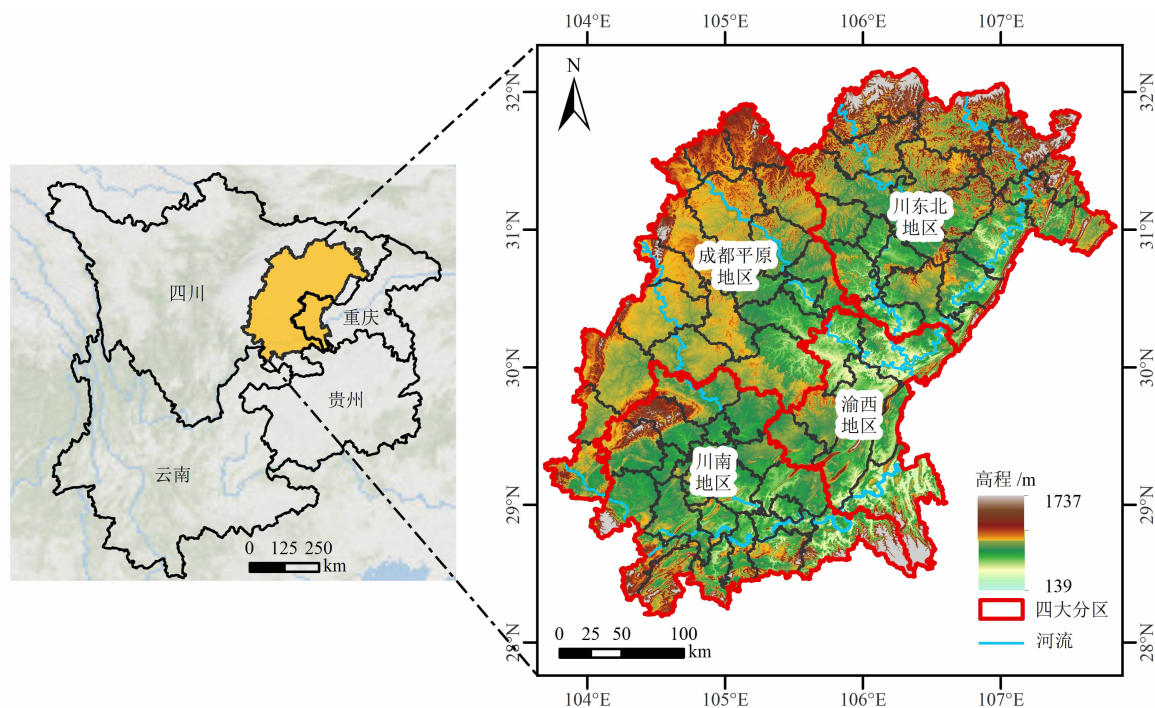 104°E
105°E
106°E
107°E
N
32°N
31°N
30°N
29°N
28°N
32°N
31°N
30°N
29°N
28°N
四川
重庆
贵州
云南
0 125 250
km
川东北
地区
成都平原
地区
渝西
地区
川南
地区
高程 /m
1737
139
四大分区
河流
0 25 50 100
km
104°E
105°E
106°E
107°E